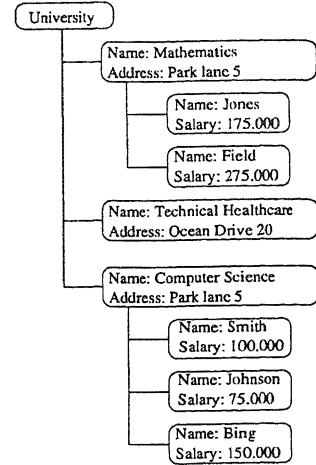 University
Name: Mathematics
Address: Park lane 5
Name: Jones
Salary: 175.000
Name: Field
Salary: 275.000
Name: Technical Healthcare
Address: Ocean Drive 20
Name: Computer Science
Address: Park lane 5
Name: Smith
Salary: 100.000
Name: Johnson
Salary: 75.000
Name: Bing
Salary: 150.000